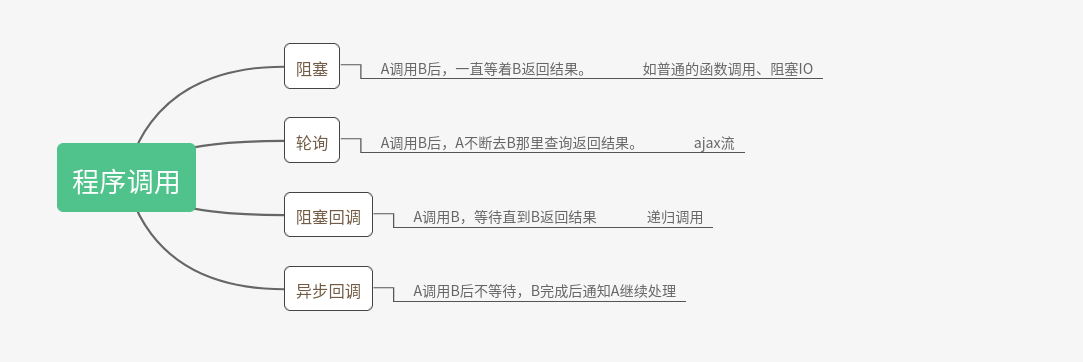 阻塞
A调用B后，一直等着B返回结果。 如普通的函数调用、阻塞IO
轮询
A调用B后，A不断去B那里查询返回结果。 ajax流
程序调用
阻塞回调
A调用B，等待直到B返回结果 递归调用
异步回调
A调用B后不等待，B完成后通知A继续处理